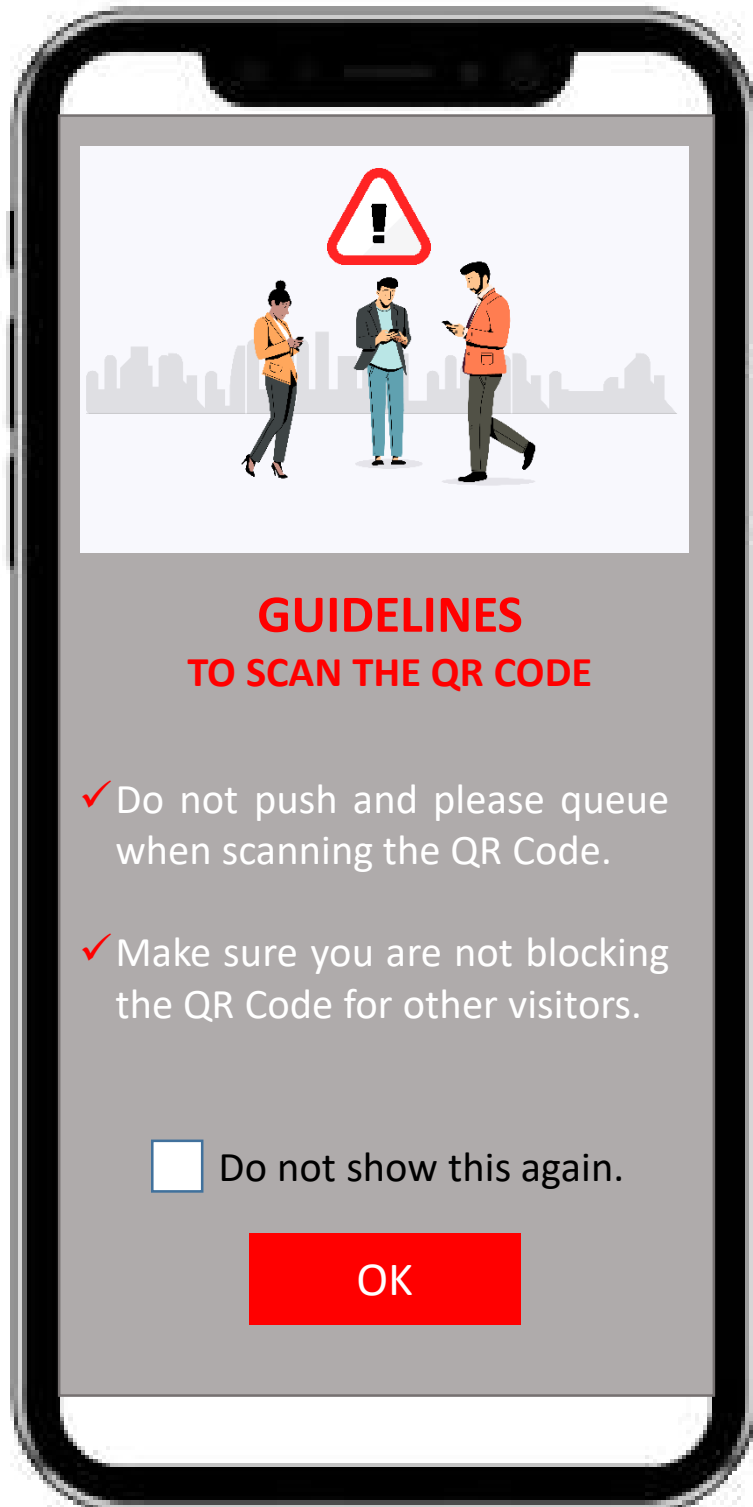 !
GUIDELINES
TO SCAN THE QR CODE
✓ Do not push and please queue
when scanning the QR Code.
✓ Make sure you are not blocking
the QR Code for other visitors.
Do not show this again.
OK